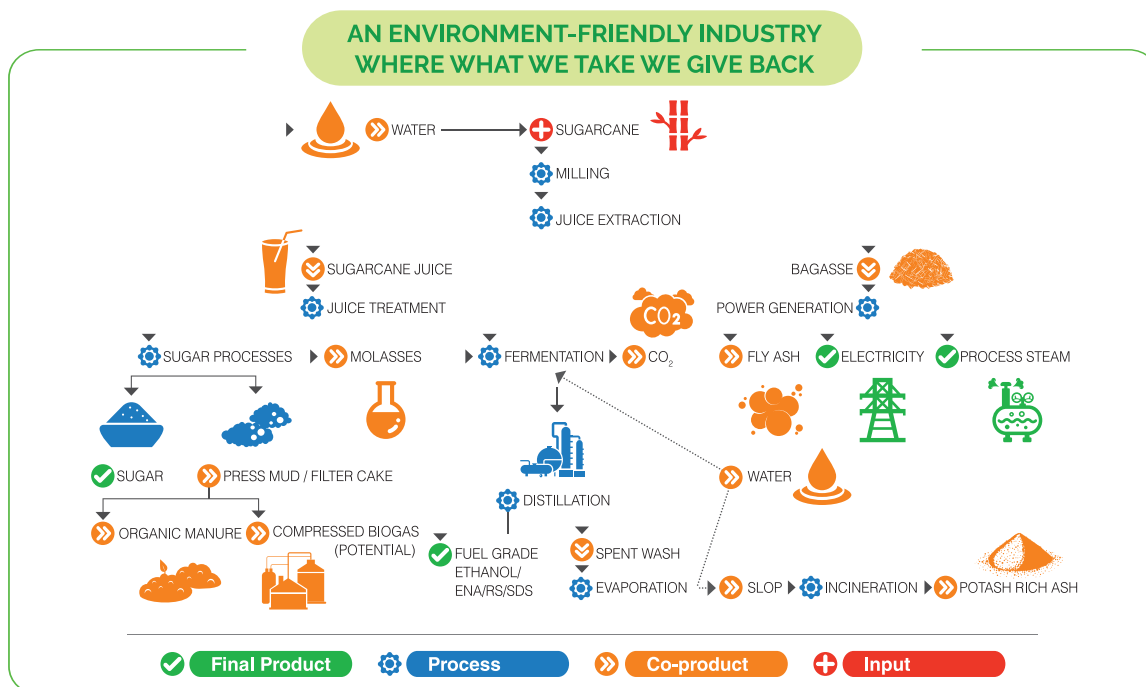 AN ENVIRONMENT-FRIENDLY INDUSTRY
WHERE WHAT WE TAKE WE GIVE BACK
WATER
SUGARCANE
MILLING
JUICE EXTRACTION
SUGARCANE JUICE
BAGASSE
JUICE TREATMENT
POWER GENERATION
CO2
SUGAR PROCESSES
MOLASSES
FERMENTATION
CO₂
FLY ASH
ELECTRICITY
PROCESS STEAM
SUGAR
PRESS MUD / FILTER CAKE
WATER
DISTILLATION
ORGANIC MANURE
COMPRESSED BIOGAS
(POTENTIAL)
FUEL GRADE
ETHANOL/
ENA/RS/SDS
SPENT WASH
EVAPORATION
SLOP
INCINERATION
POTASH RICH ASH
Final Product
Process
Co-product
Input